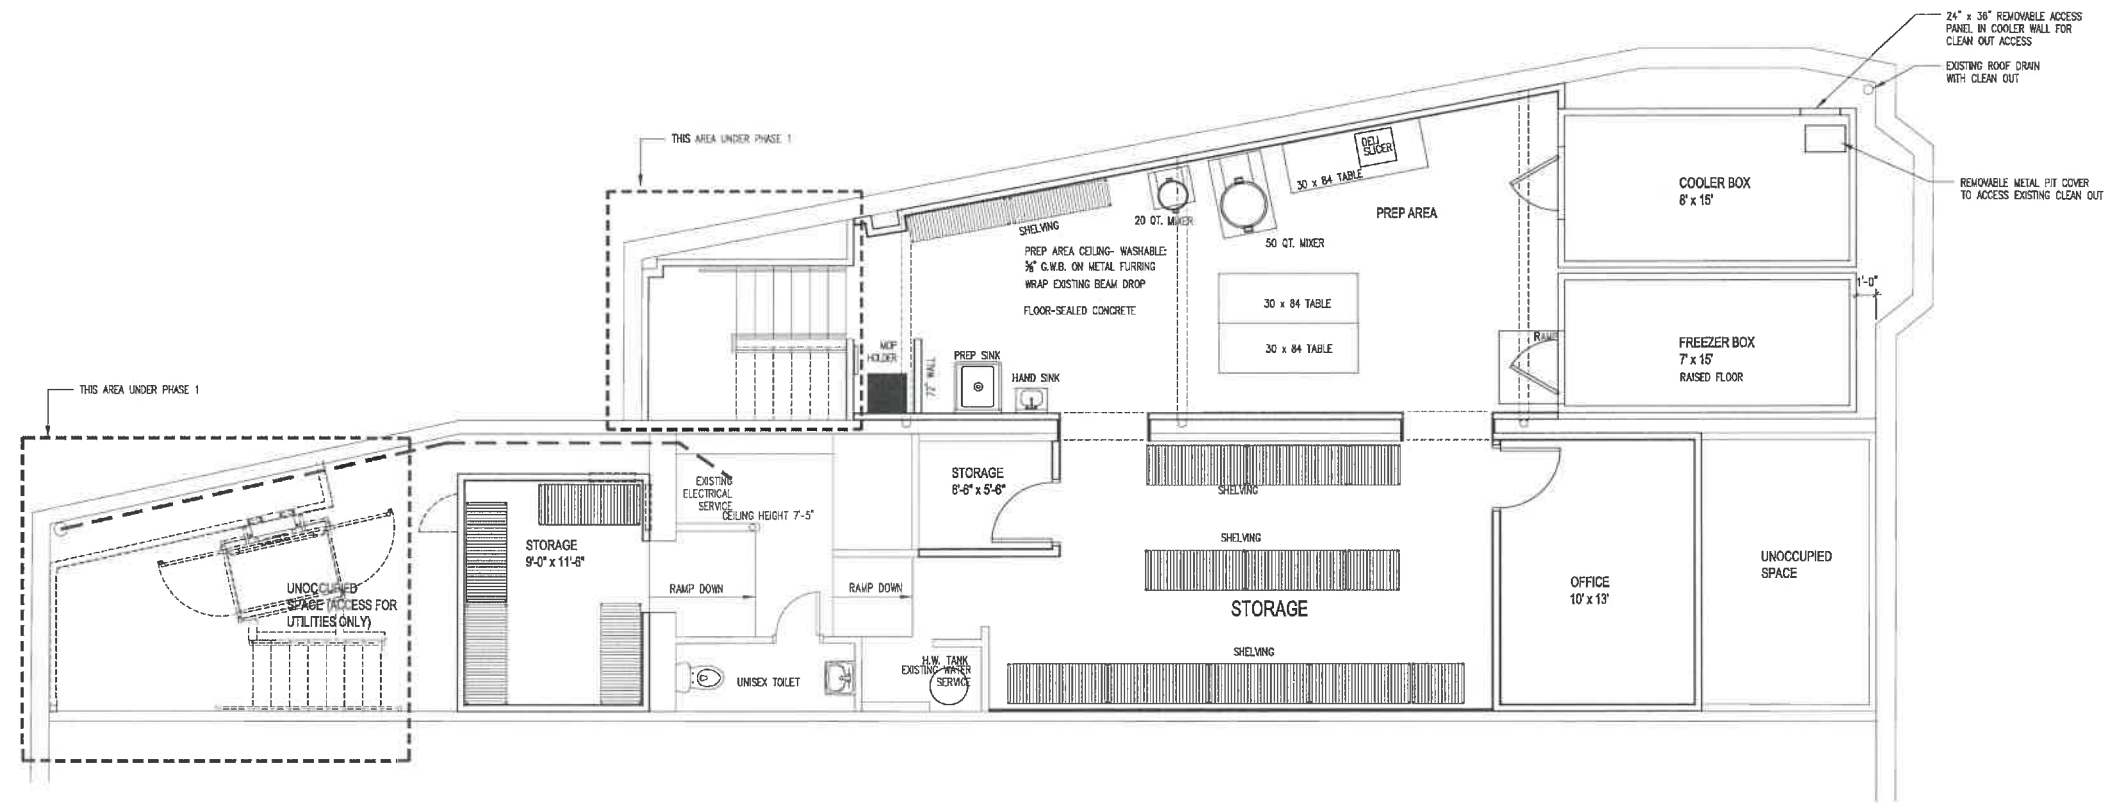 24" x 36" REMOVABLE ACCESS
PANEL IN COOLER WALL FOR
CLEAN OUT ACCESS
EXISTING ROOF DRAIN
WITH CLEAN OUT
REMOVABLE METAL PIT COVER
TO ACCESS EXISTING CLEAN OUT
THIS AREA UNDER PHASE 1
DELI
SLICER
30 x 84 TABLE
COOLER BOX
8' x 15'
PREP AREA
20 QT. MIXER
50 QT. MIXER
SHELVING
PREP AREA CEILING- WASHABLE:
⅝" G.W.B. ON METAL FURRING
WRAP EXISTING BEAM DROP
FLOOR-SEALED CONCRETE
30 x 84 TABLE
30 x 84 TABLE
1'-0"
RAMP
FREEZER BOX
7' x 15'
RAISED FLOOR
MOP
HOLDER
72" WALL
PREP SINK
HAND SINK
THIS AREA UNDER PHASE 1
EXISTING
ELECTRICAL
SERVICE
CEILING HEIGHT 7'-5"
STORAGE
6'-6" x 5'-6"
SHELVING
STORAGE
9'-0" x 11'-6"
SHELVING
UNOCCUPIED
SPACE
UNOCCUPIED
SPACE (ACCESS FOR
UTILITIES ONLY)
RAMP DOWN
RAMP DOWN
STORAGE
OFFICE
10' x 13'
SHELVING
H.W. TANK
EXISTING WATER
SERVICE
UNISEX TOILET